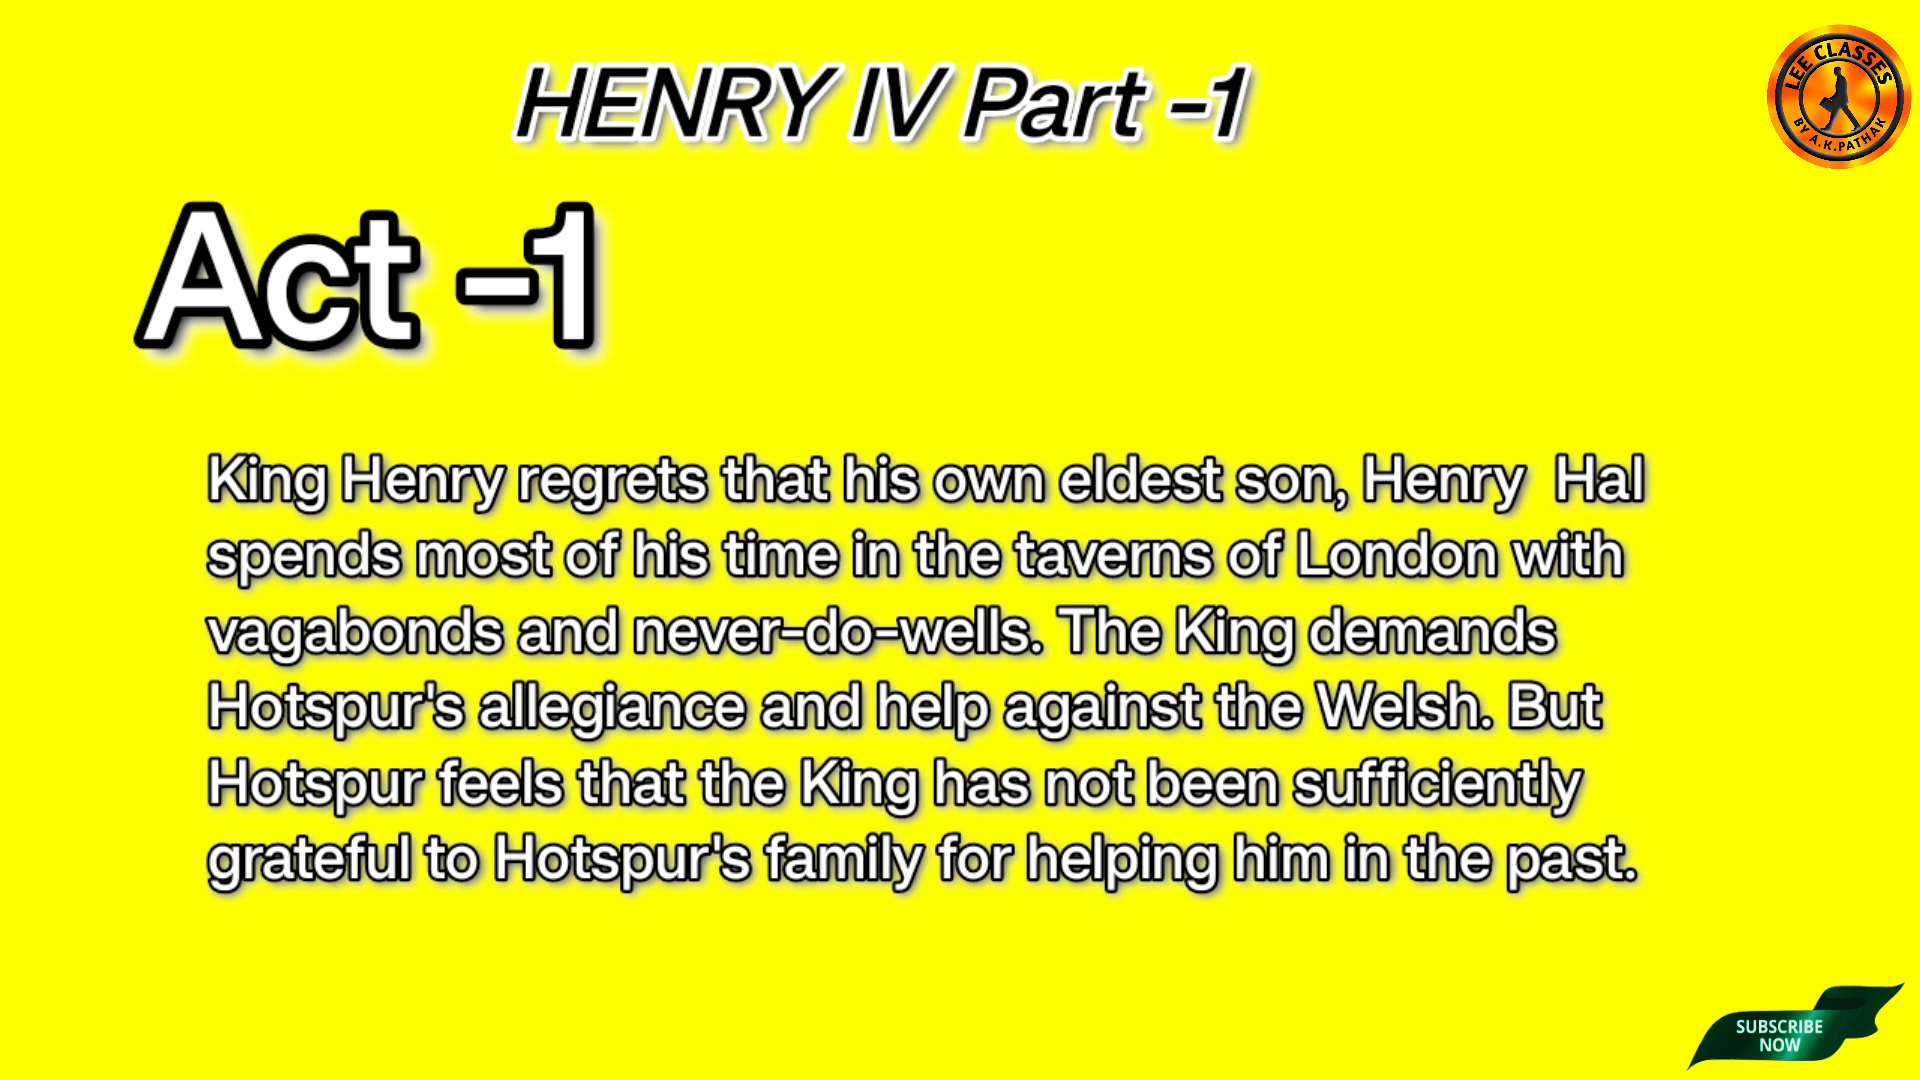 HENRY IV Part -1
LEE CLASSES
BY A.K.PATHAK
Act -1
King Henry regrets that his own eldest son, Henry  Hal
spends most of his time in the taverns of London with
vagabonds and never-do-wells. The King demands
Hotspur's allegiance and help against the Welsh. But
Hotspur feels that the King has not been sufficiently
grateful to Hotspur's family for helping him in the past.
SUBSCRIBE
NOW